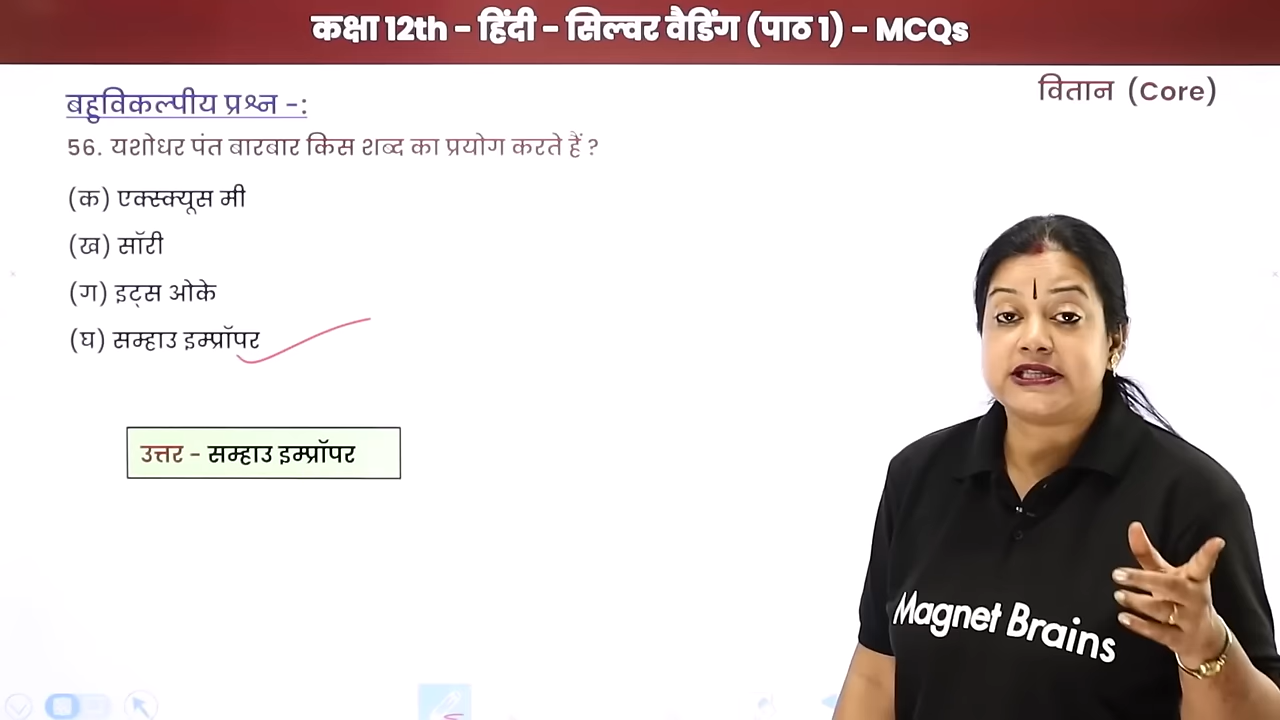 कक्षा 12th - हिंदी - सिल्वर वैडिंग (पाठ 1) - MCQs
वितान (Core)
बहुविकल्पीय प्रश्न -:
56. यशोधर पंत बारबार किस शब्द का प्रयोग करते हैं ?
(क) एक्स्क्यूस मी
(ख) सॉरी
(ग) इट्स ओके
(घ) सम्हाउ इम्प्रॉपर
उत्तर - सम्हाउ इम्प्रॉपर
Magnet Brains